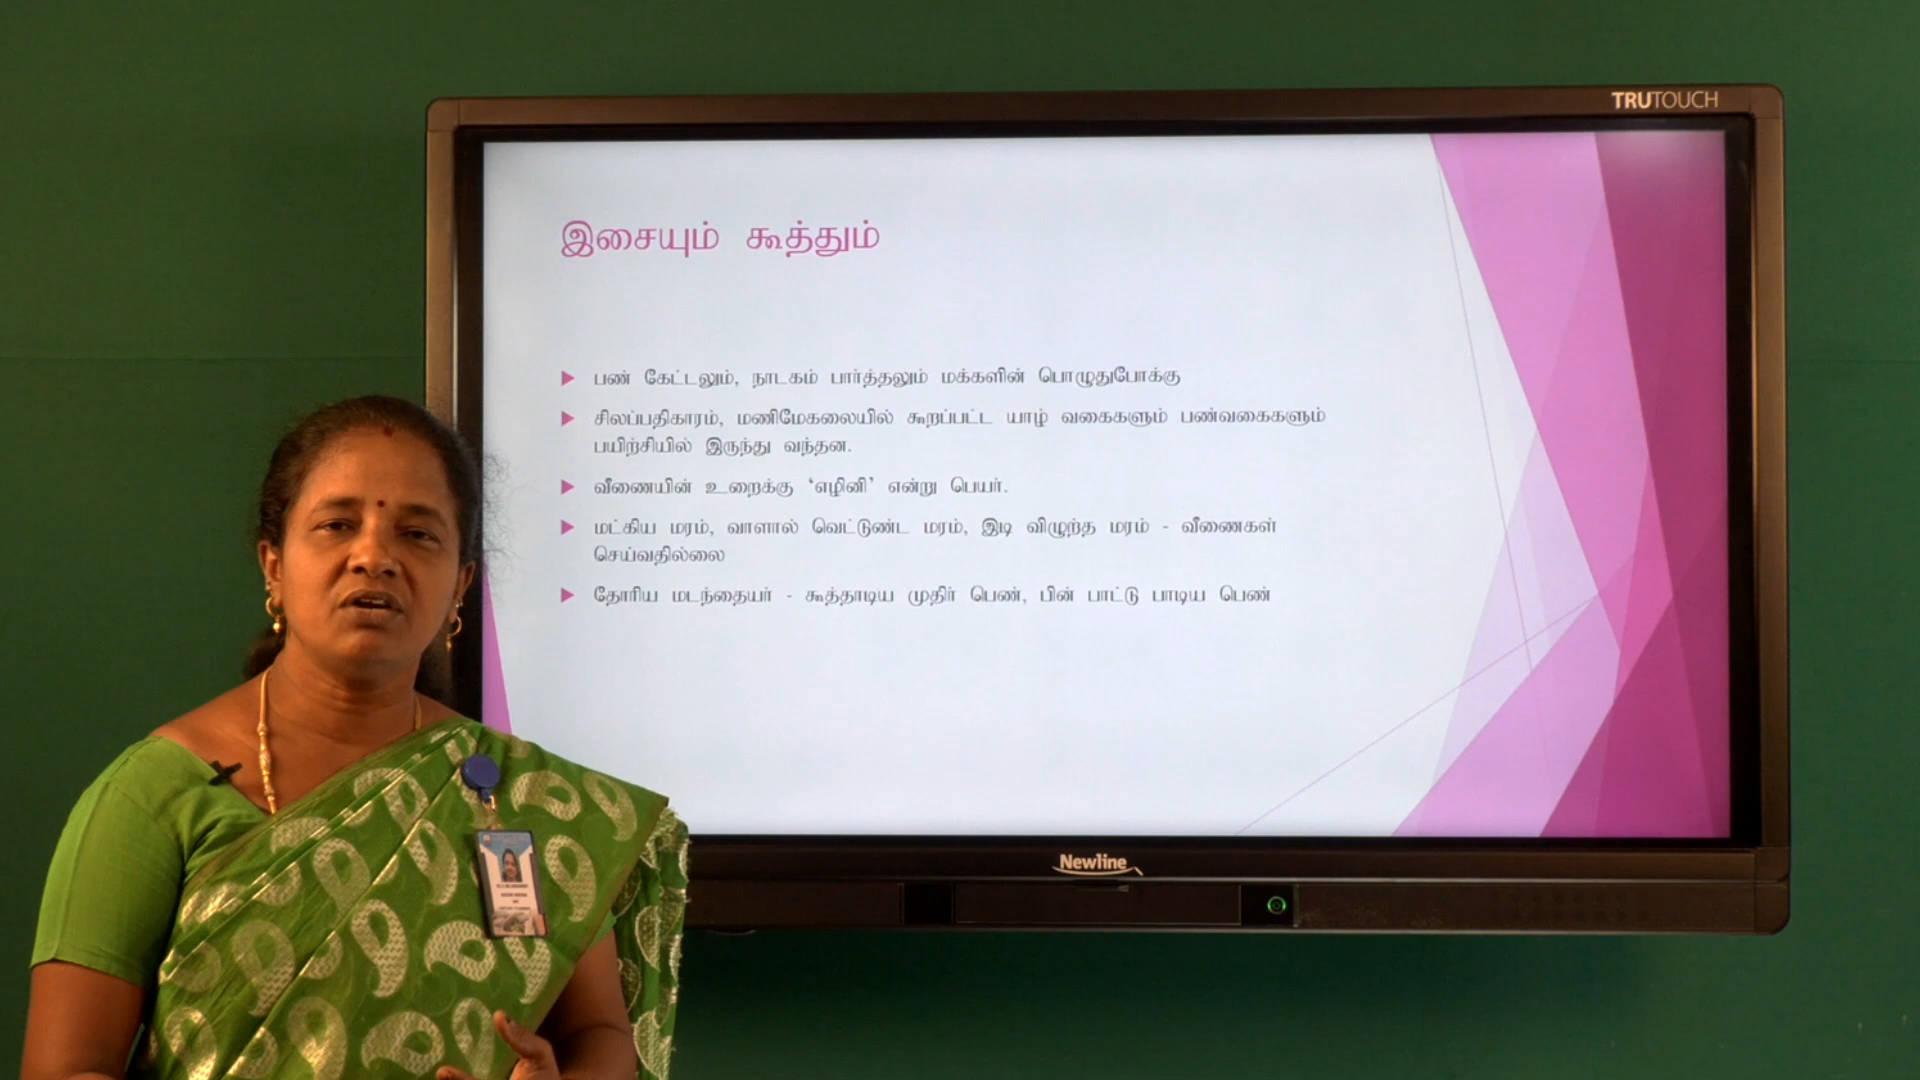 TRUTOUCH
இசையும் கூத்தும்
பண் கேட்டலும், நாடகம் பார்த்தலும் மக்களின் பொழுதுபோக்கு
சிலப்பதிகாரம், மணிமேகலையில் கூறப்பட்ட யாழ் வகைகளும் பண்வகைகளும்
பயிற்சியில் இருந்து வந்தன.
வீணையின் உறைக்கு ‘எழினி’ என்று பெயர்.
மட்கிய மரம், வாளால் வெட்டுண்ட மரம், இடி விழுந்த மரம் - வீணைகள்
செய்வதில்லை
தோரிய மடந்தையர் - கூத்தாடிய முதிர் பெண், பின் பாட்டு பாடிய பெண்
Newline